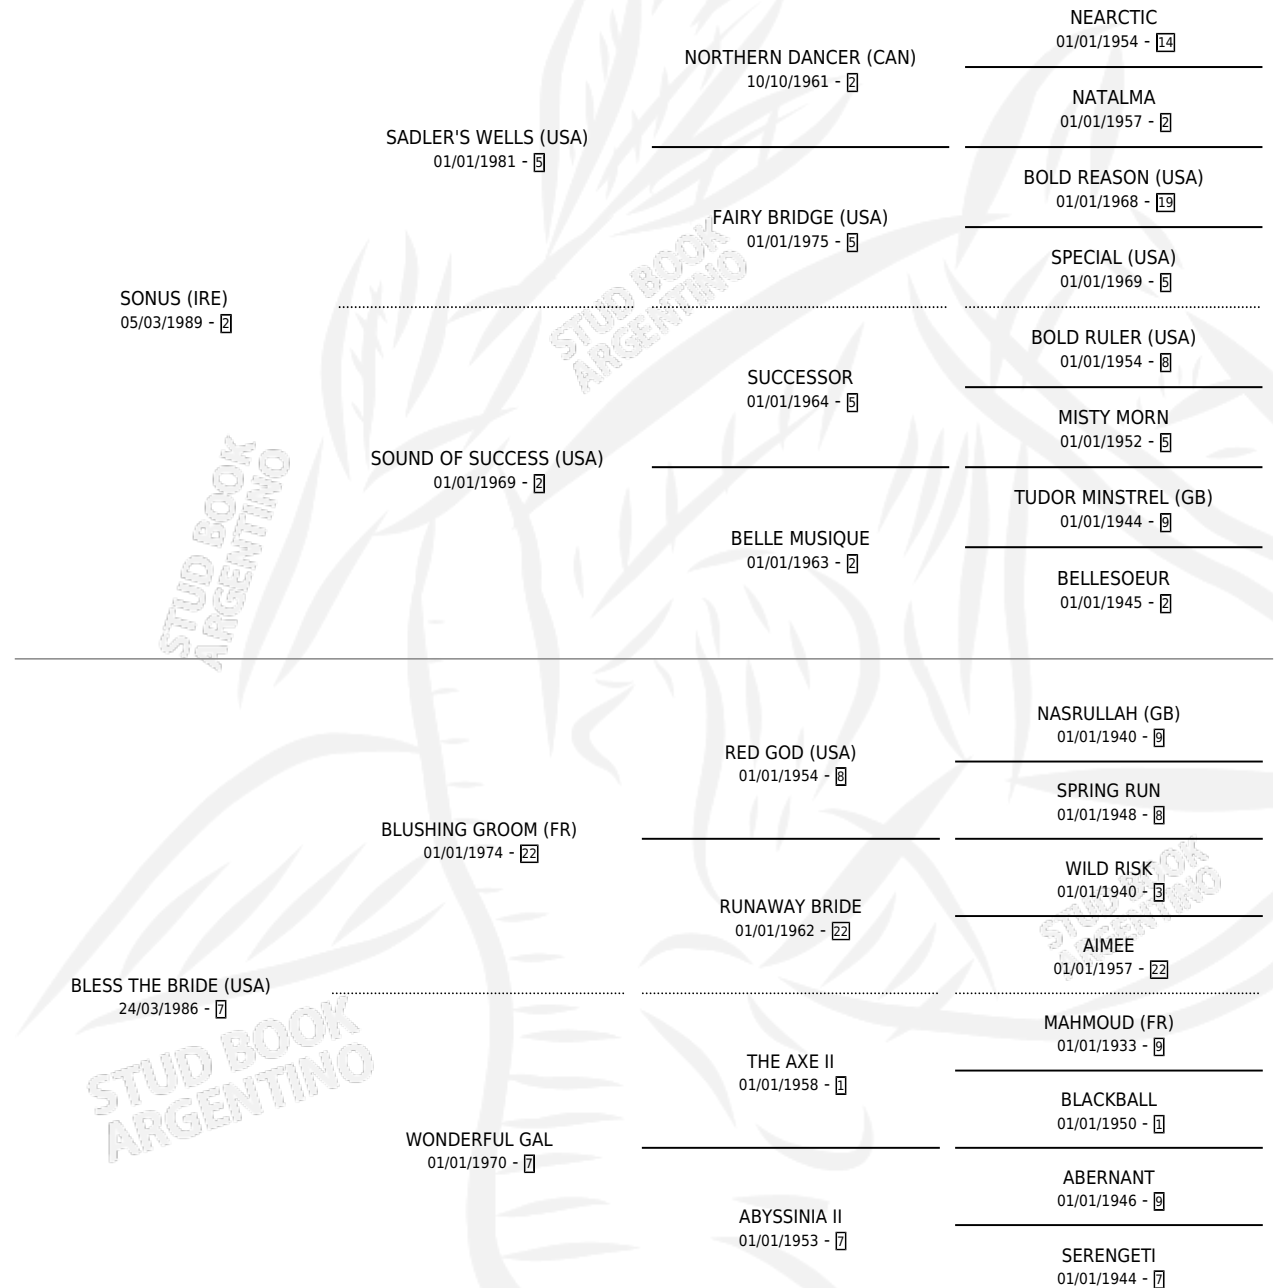 NEARCTIC
01/01/1954 - 14
NORTHERN DANCER (CAN)
10/10/1961 - 2
NATALMA
01/01/1957 - 2
SADLER'S WELLS (USA)
01/01/1981 - 5
BOLD REASON (USA)
01/01/1968 - 19
FAIRY BRIDGE (USA)
01/01/1975 - 5
SPECIAL (USA)
01/01/1969 - 5
SONUS (IRE)
05/03/1989 - 2
BOLD RULER (USA)
01/01/1954 - 8
SUCCESSOR
01/01/1964 - 5
MISTY MORN
01/01/1952 - 5
SOUND OF SUCCESS (USA)
01/01/1969 - 2
TUDOR MINSTREL (GB)
01/01/1944 - 9
BELLE MUSIQUE
01/01/1963 - 2
BELLESOEUR
01/01/1945 - 2
STUD BOOK
ARGENTINO
STUD BOOK
ARGENTINO
NASRULLAH (GB)
01/01/1940 - 9
RED GOD (USA)
01/01/1954 - 8
SPRING RUN
01/01/1948 - 8
BLUSHING GROOM (FR)
01/01/1974 - 22
WILD RISK
01/01/1940 - 3
RUNAWAY BRIDE
01/01/1962 - 22
AIMEE
01/01/1957 - 22
STUD BOOK
ARGENTINO
BLESS THE BRIDE (USA)
24/03/1986 - 7
MAHMOUD (FR)
01/01/1933 - 9
THE AXE II
01/01/1958 - 1
BLACKBALL
01/01/1950 - 1
WONDERFUL GAL
01/01/1970 - 7
ABERNANT
01/01/1946 - 9
ABYSSINIA II
01/01/1953 - 7
SERENGETI
01/01/1944 - 7
STUD BOOK
ARGENTINO